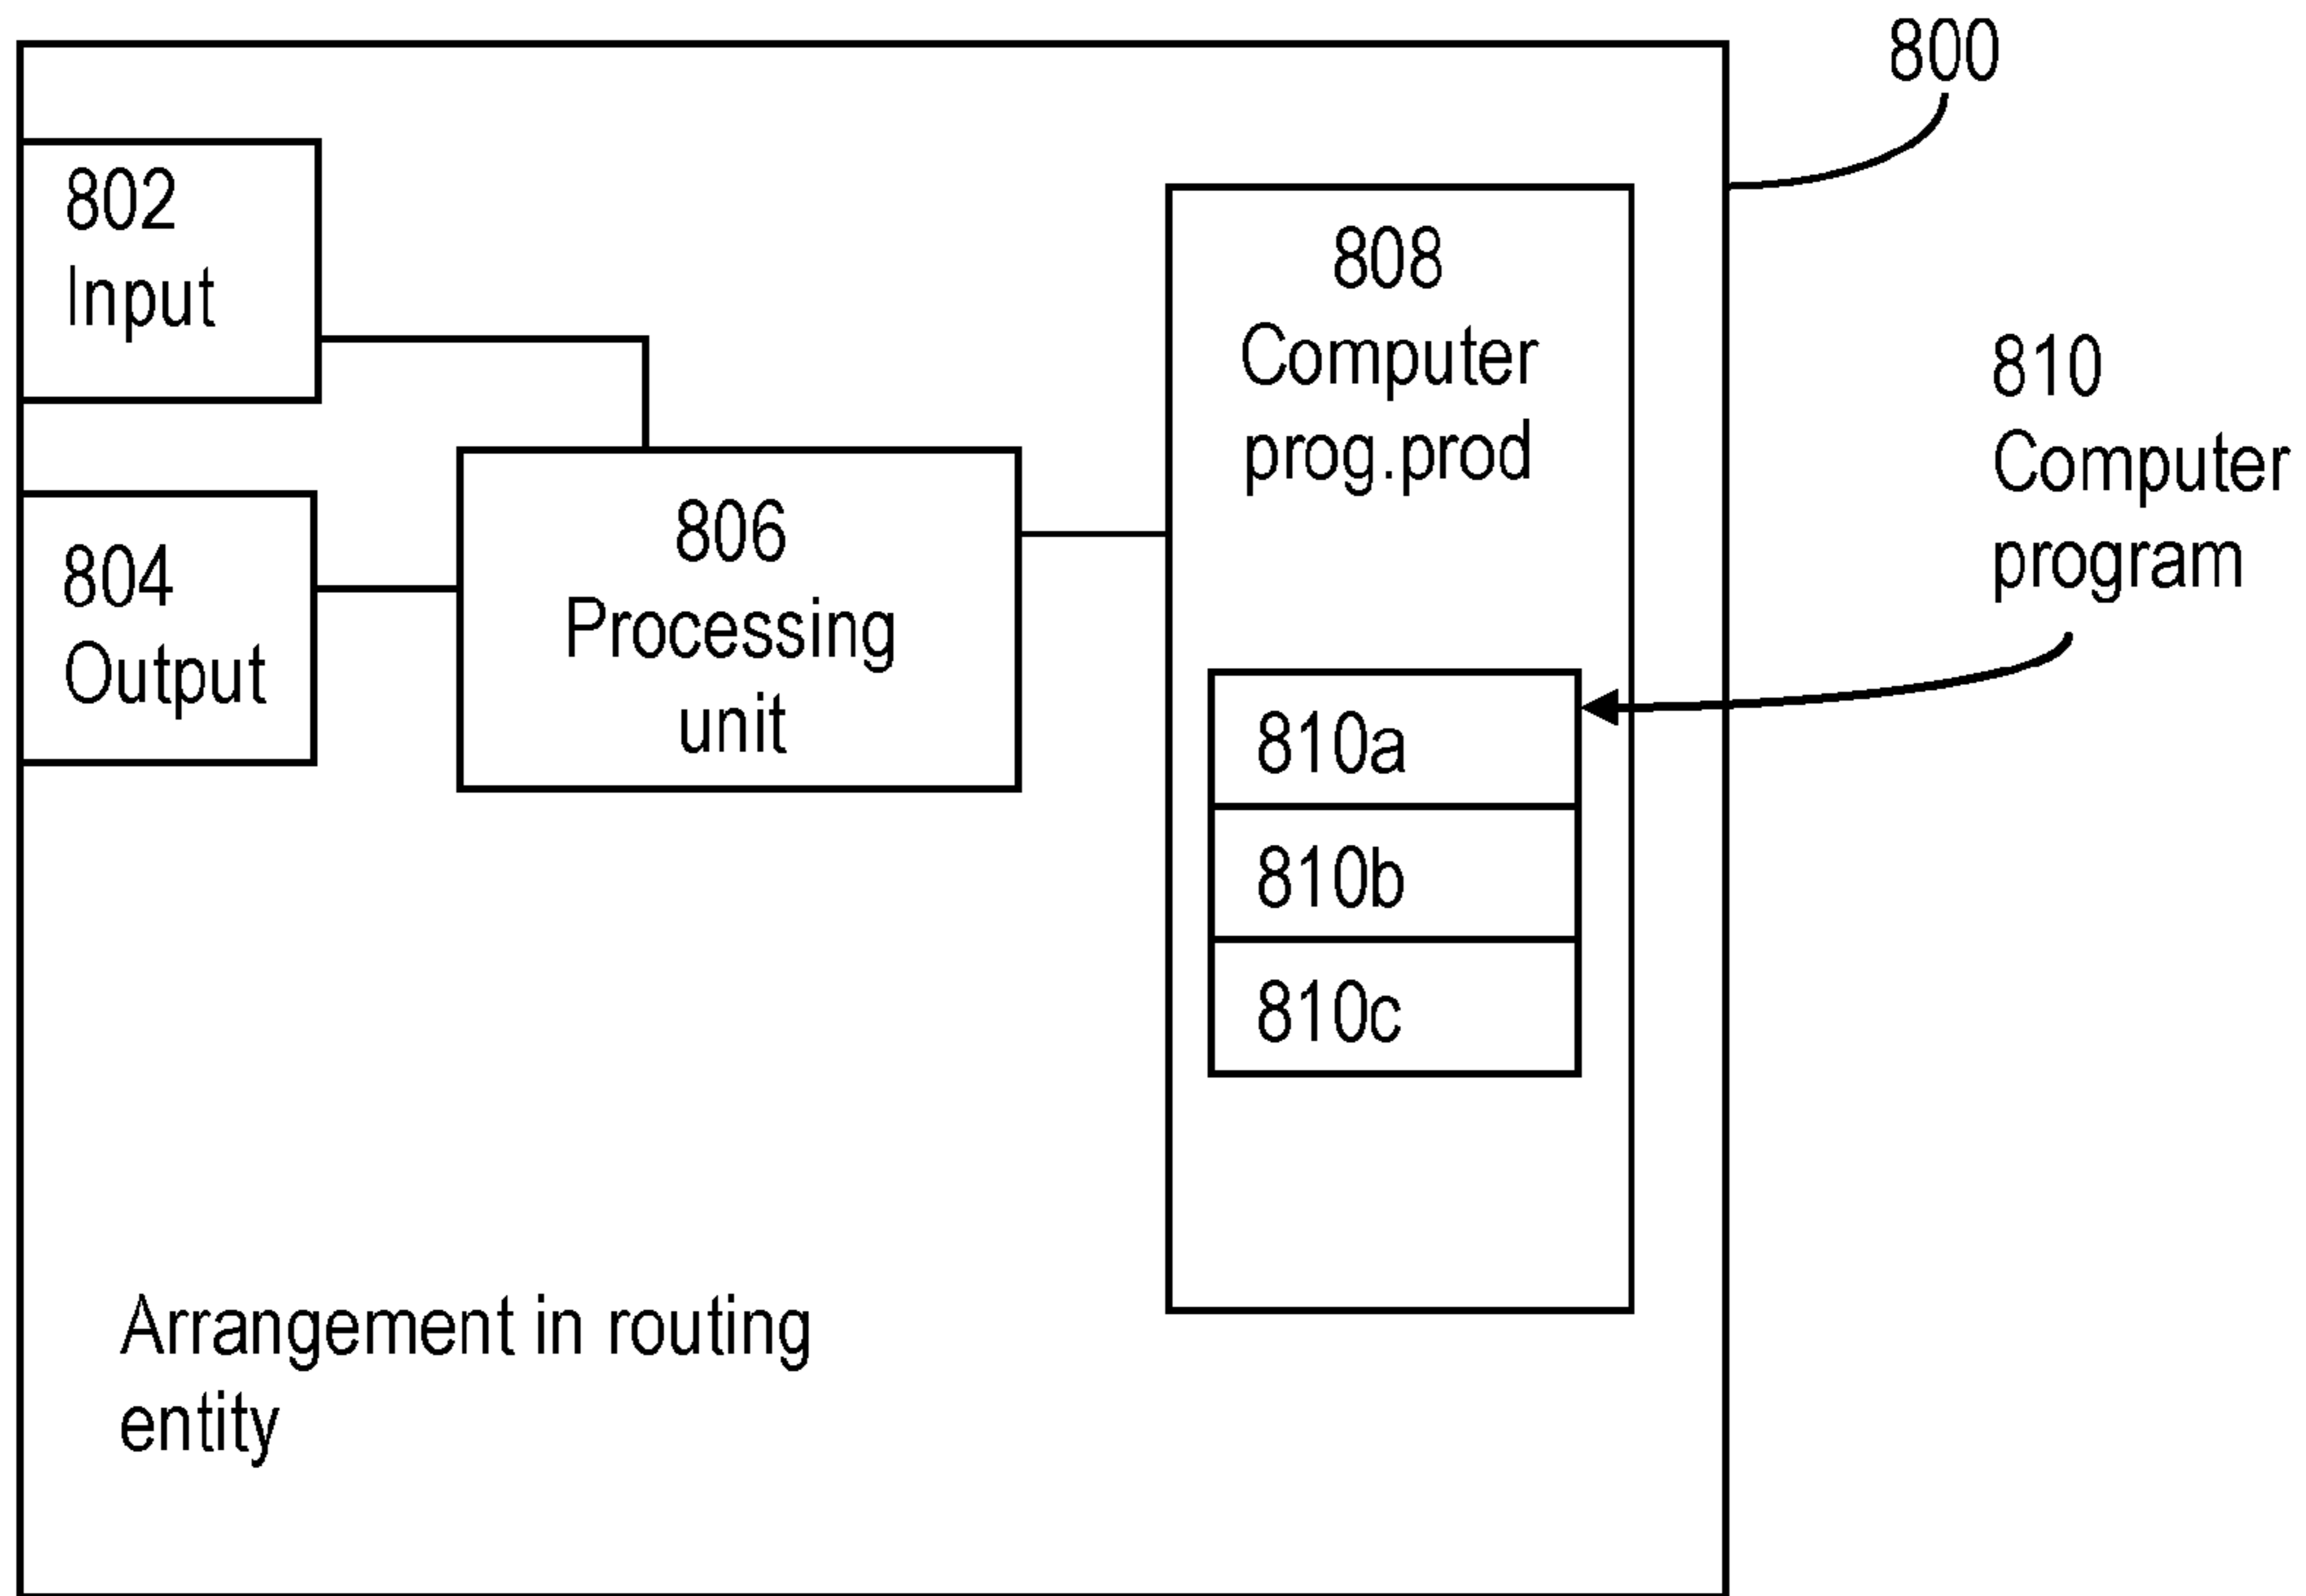 800
802
Input
804
Output
806
Processing
unit
808
Computer
prog.prod
810
Computer
program
810a
810b
810c
Arrangement in routing
entity